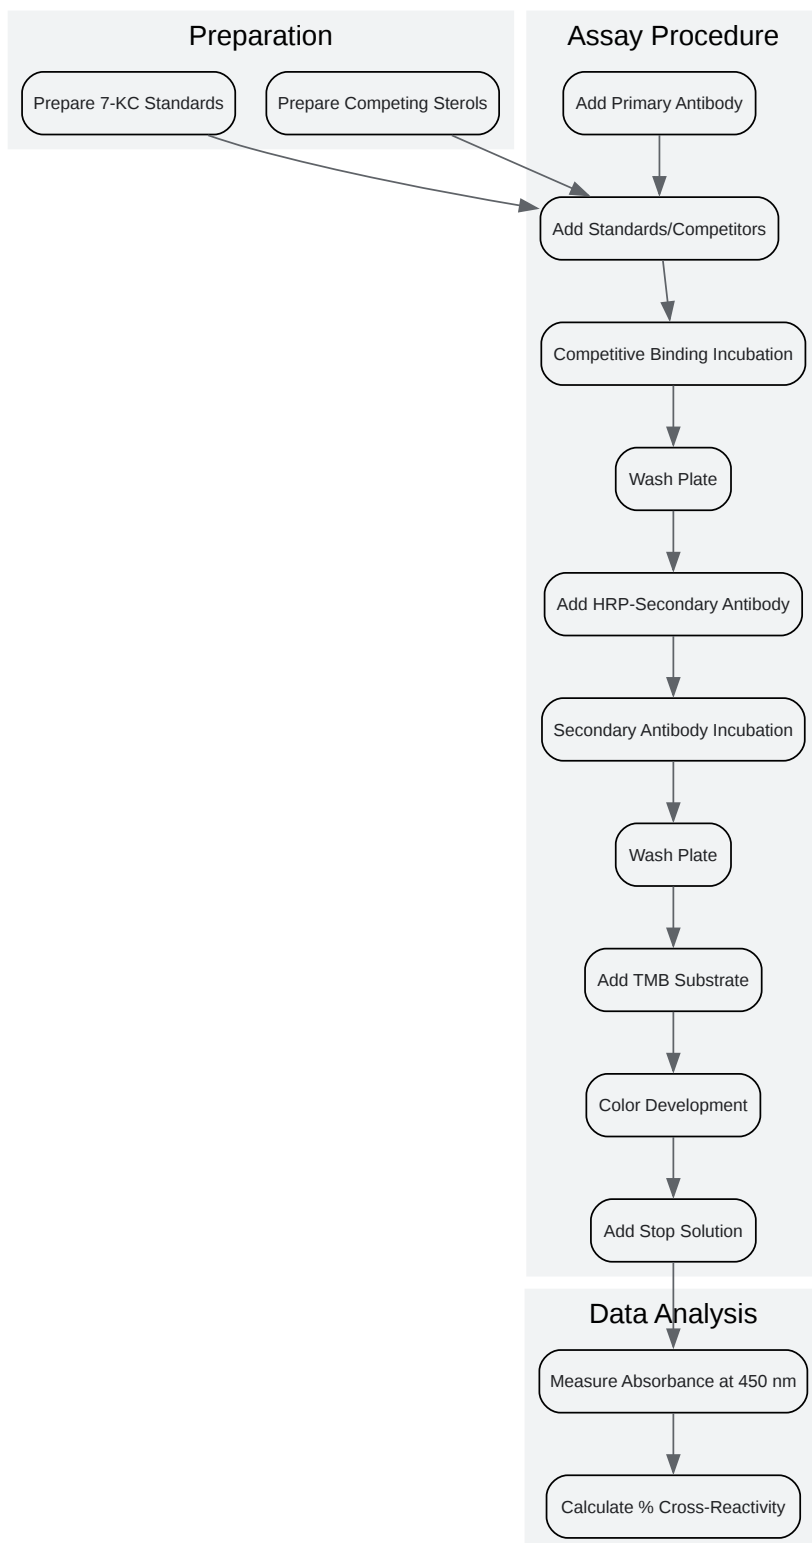 Preparation
Prepare 7-KC Standards
Prepare Competing Sterols
Assay Procedure
Add Primary Antibody
Add Standards/Competitors
Competitive Binding Incubation
Wash Plate
Add HRP-Secondary Antibody
Secondary Antibody Incubation
Wash Plate
Add TMB Substrate
Color Development
Add Stop Solution
Data Analysis
Measure Absorbance at 450 nm
Calculate % Cross-Reactivity